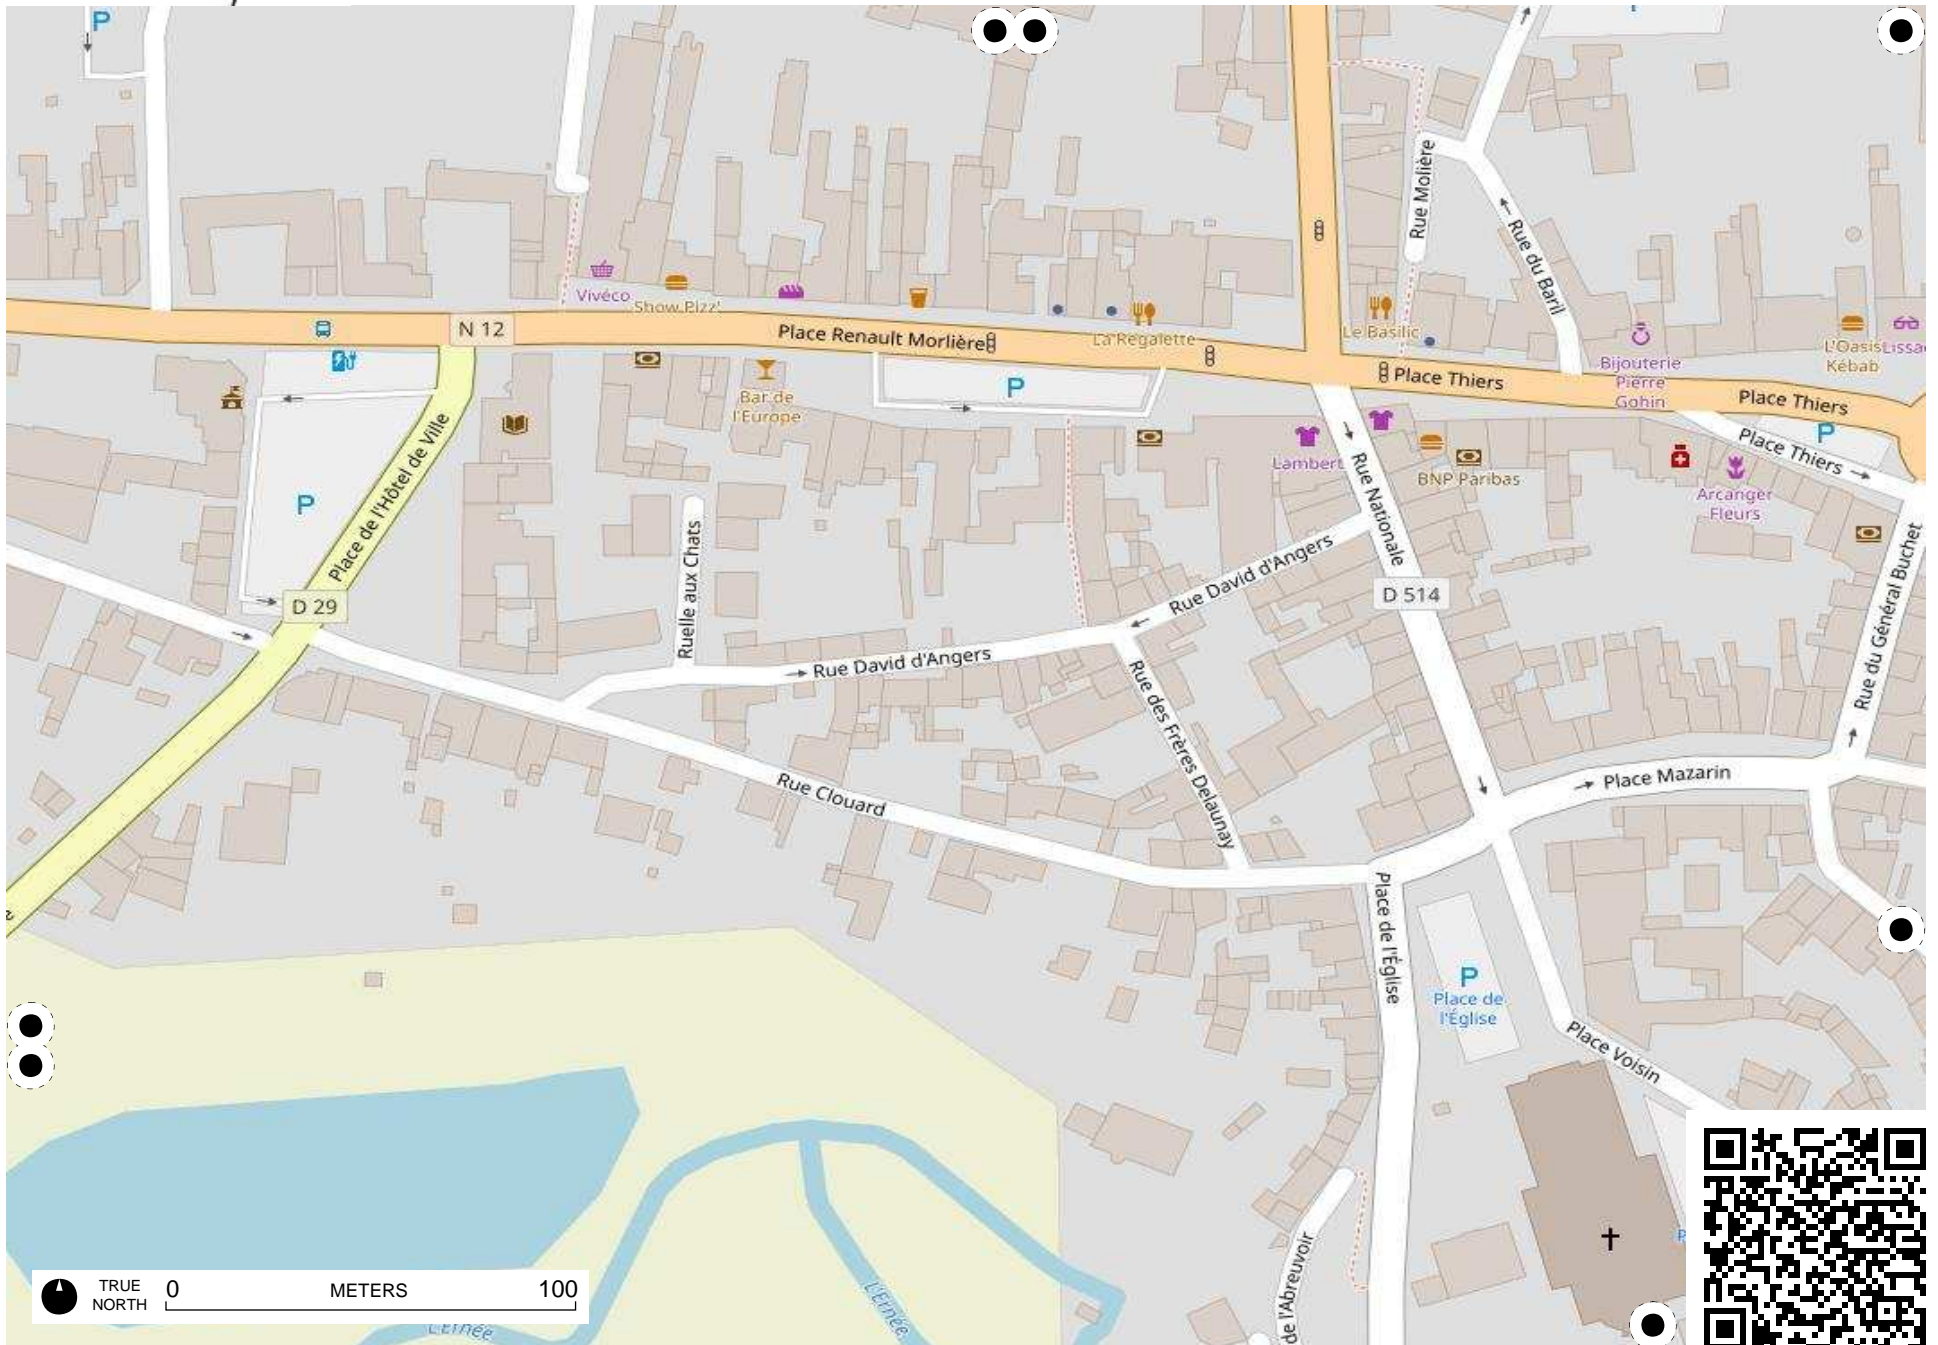 P
P
Rue Molière
Rue du Baril
Vivéco
Show Pizz'
N 12
Place Renault Morlière
La Régalette
Le Basilic
Place Thiers
Bijouterie
Pierre
Gohin
L'Oasis
Kébab
Lissac
Place Thiers
P
Bar de
l'Europe
P
Place Thiers
Place de l'Hôtel de Ville
Lambert
BNP Paribas
Arcanger
Fleurs
P
Rue Nationale
Ruelle aux Chats
Rue David d'Angers
D 29
D 514
Rue du Général Buchet
Rue David d'Angers
Rue des Frères Delaunay
Rue Clouard
Place Mazarin
Place de l'Église
P
Place de
l'Église
Place Voisin
P
de l'Abreuvoir
L'Ernée
L'Ernée
TRUE
NORTH
0 METERS 100